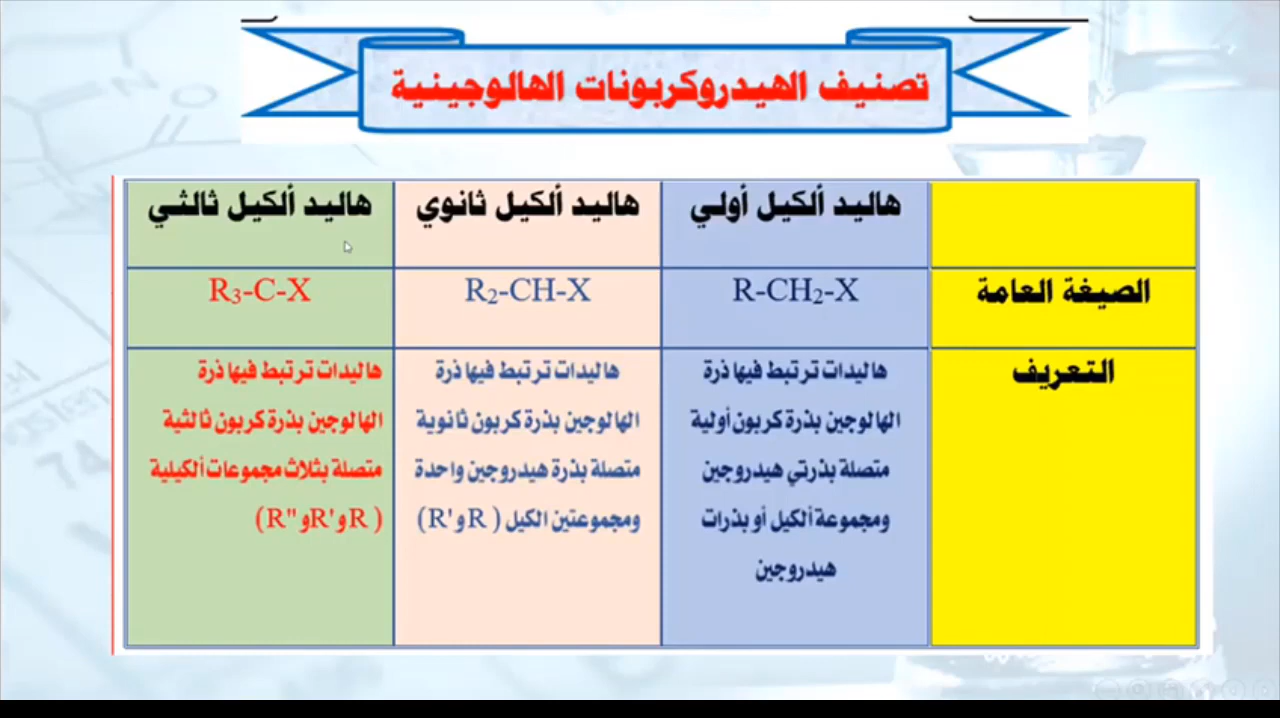 تصنيف الهيدروكربونات الهالوجينية
هاليد ألكيل أولي
هاليد ألكيل ثانوي
هاليد ألكيل ثالثي
الصيغة العامة
R-CH2-X
R2-CH-X
R3-C-X
التعريف
هاليدات ترتبط فيها ذرة
الهالوجين بذرة كربون أولية
متصلة بذرتي هيدروجين
ومجموعة ألكيل أو بذرات
هيدروجين
هاليدات ترتبط فيها ذرة
الهالوجين بذرة كربون ثانوية
متصلة بذرة هيدروجين واحدة
ومجموعتين الكيل ( R و R')
هاليدات ترتبط فيها ذرة
الهالوجين بذرة كربون ثالثية
متصلة بثلاث مجموعات ألكيلية
( R و R' و R")
74